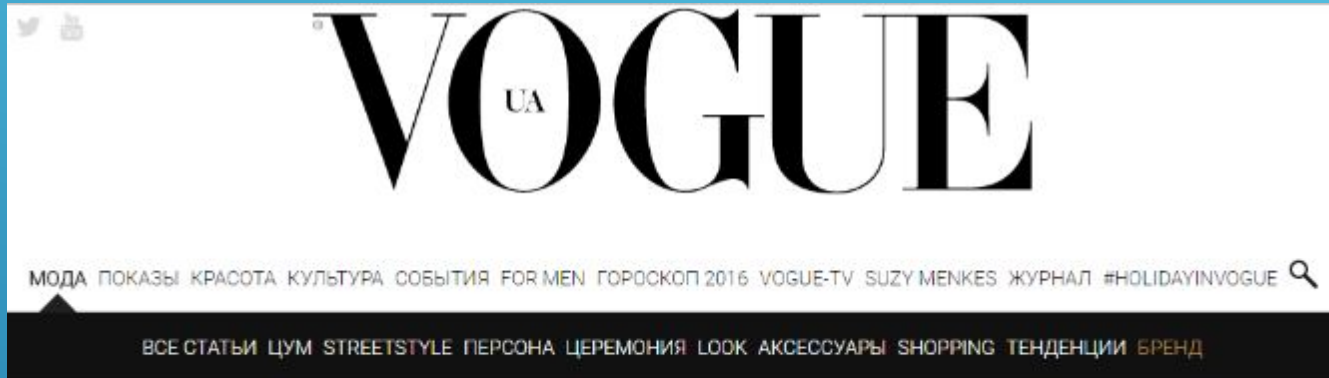 VOGUE
UA
МОДА ПОКАЗЫ КРАСОТА КУЛЬТУРА СОБЫТИЯ FOR MEN ГОРОСКОП 2016 VOGUE-TV SUZY MENKES ЖУРНАЛ #HOLIDAYINVOGUE
ВСЕ СТАТЬИ ЦУМ STREETSTYLE ПЕРСОНА ЦЕРЕМОНИЯ LOOK АКСЕССУАРЫ SHOPPING ТЕНДЕНЦИИ БРЕНД